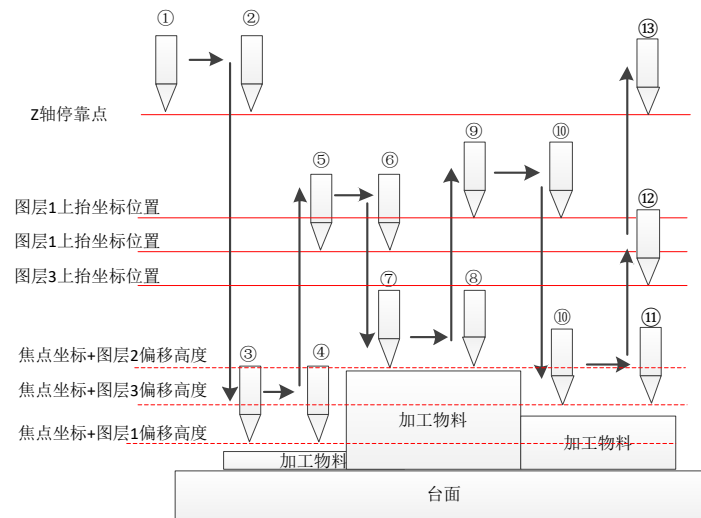 ① ② ⑬
Z轴停靠点
⑨ ⑩
⑤ ⑥
图层1上抬坐标位置
⑫
图层1上抬坐标位置
图层3上抬坐标位置
⑦ ⑧
⑩ ⑪
焦点坐标+图层2偏移高度
③ ④
焦点坐标+图层3偏移高度
加工物料
焦点坐标+图层1偏移高度
加工物料
加工物料
台面